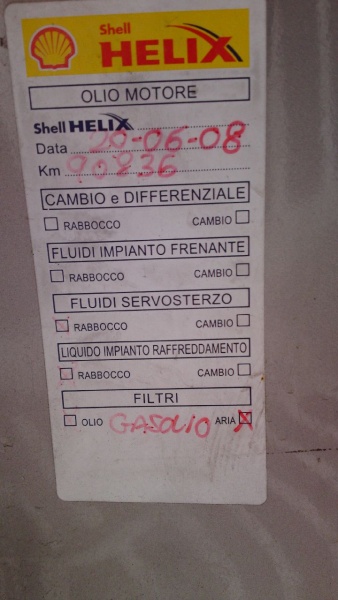 Shell
HELIX
OLIO MOTORE
Shell HELIX
Data 20-06-08
Km 90836
CAMBIO e DIFFERENZIALE
RABBOCCO CAMBIO
FLUIDI IMPIANTO FRENANTE
RABBOCCO CAMBIO
FLUIDI SERVOSTERZO
RABBOCCO CAMBIO
LIQUIDO IMPIANTO RAFFREDDAMENTO
RABBOCCO CAMBIO
FILTRI
OLIO GASOLIO ARIA